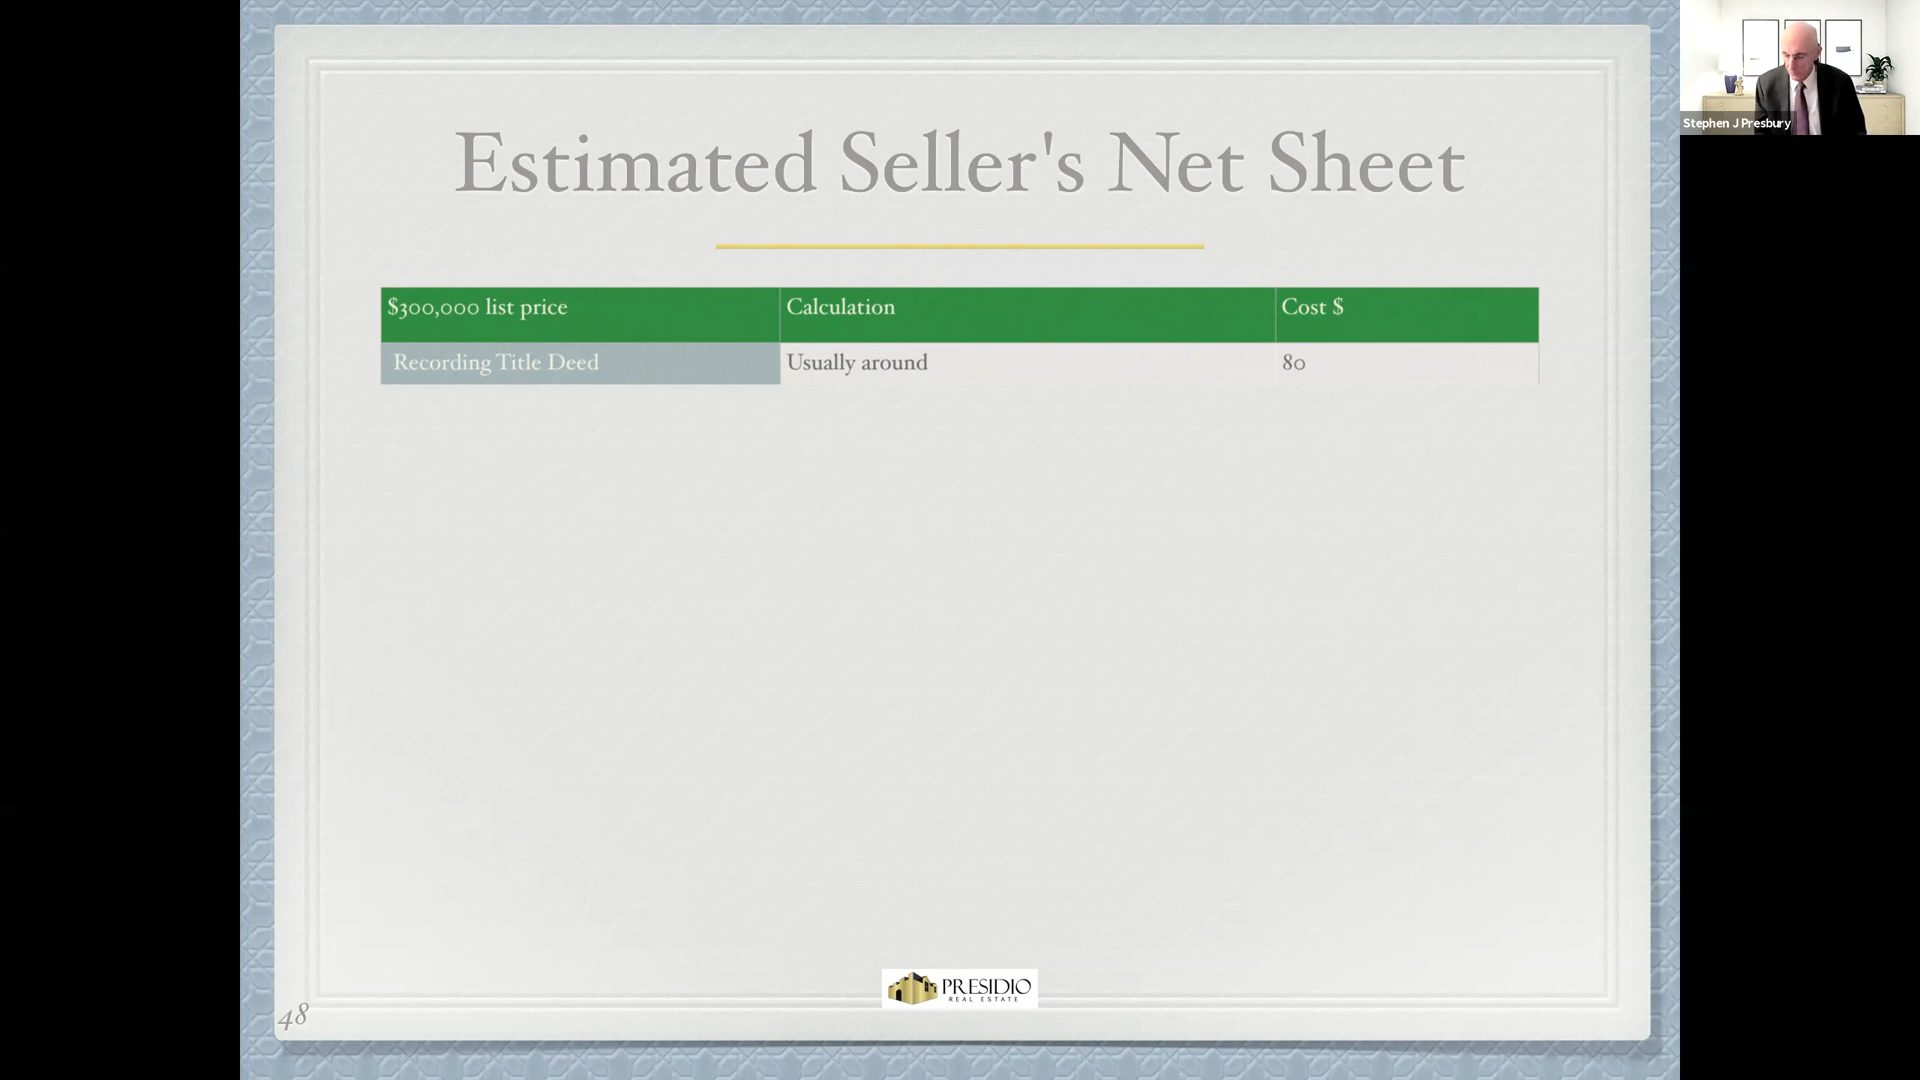 Estimated Seller's Net Sheet
$300,000 list price Calculation Cost $
Recording Title Deed Usually around 80
PRESIDIO
REAL ESTATE
48
Stephen J Presbury